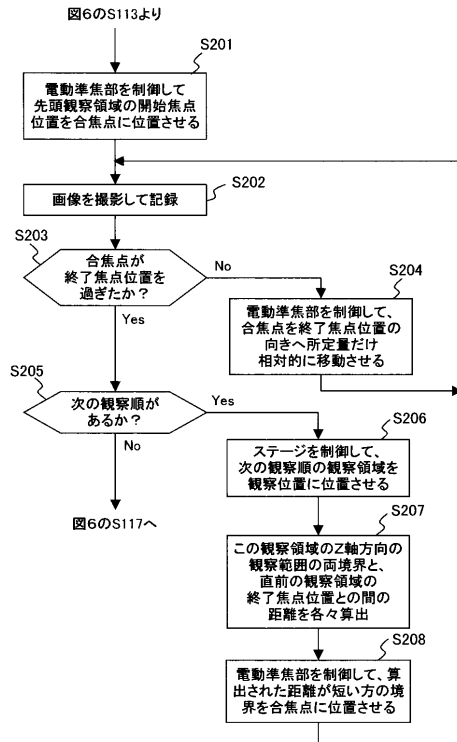 図6のS113より
S201
電動準焦部を制御して
先頭観察領域の開始焦点
位置を合焦点に位置させる
S202
画像を撮影して記録
S203
合焦点が
終了焦点位置を
過ぎたか？
No
Yes
S204
電動準焦部を制御して、
合焦点を終了焦点位置の
向きへ所定量だけ
相対的に移動させる
S205
次の観察順が
あるか？
Yes
No
図6のS117へ
S206
ステージを制御して、
次の観察順の観察領域を
観察位置に位置させる
S207
この観察領域のZ軸方向の
観察範囲の両境界と、
直前の観察領域の
終了焦点位置との間の
距離を各々算出
S208
電動準焦部を制御して、算
出された距離が短い方の境
界を合焦点に位置させる